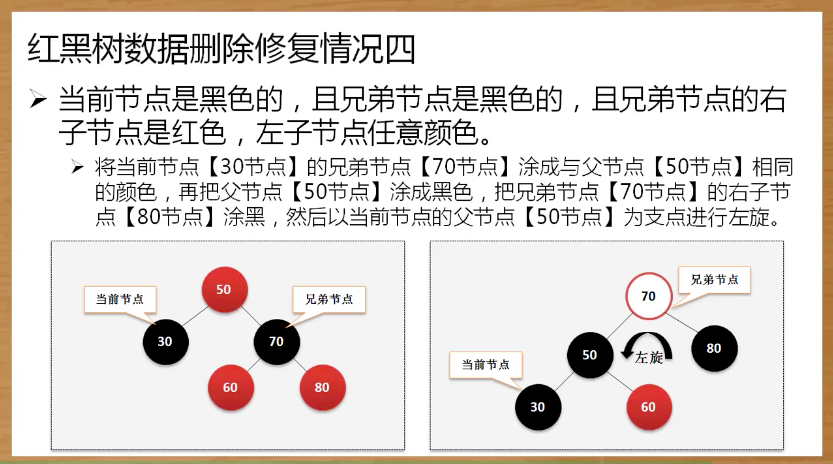 红黑树数据删除修复情况四
当前节点是黑色的，且兄弟节点是黑色的，且兄弟节点的右
子节点是红色，左子节点任意颜色。
将当前节点【30节点】的兄弟节点【70节点】涂成与父节点【50节点】相同
的颜色，再把父节点【50节点】涂成黑色，把兄弟节点【70节点】的右子节
点【80节点】涂黑，然后以当前节点的父节点【50节点】为支点进行左旋。
50
当前节点
兄弟节点
30
70
60
80
兄弟节点
70
50
左旋
80
当前节点
30
60